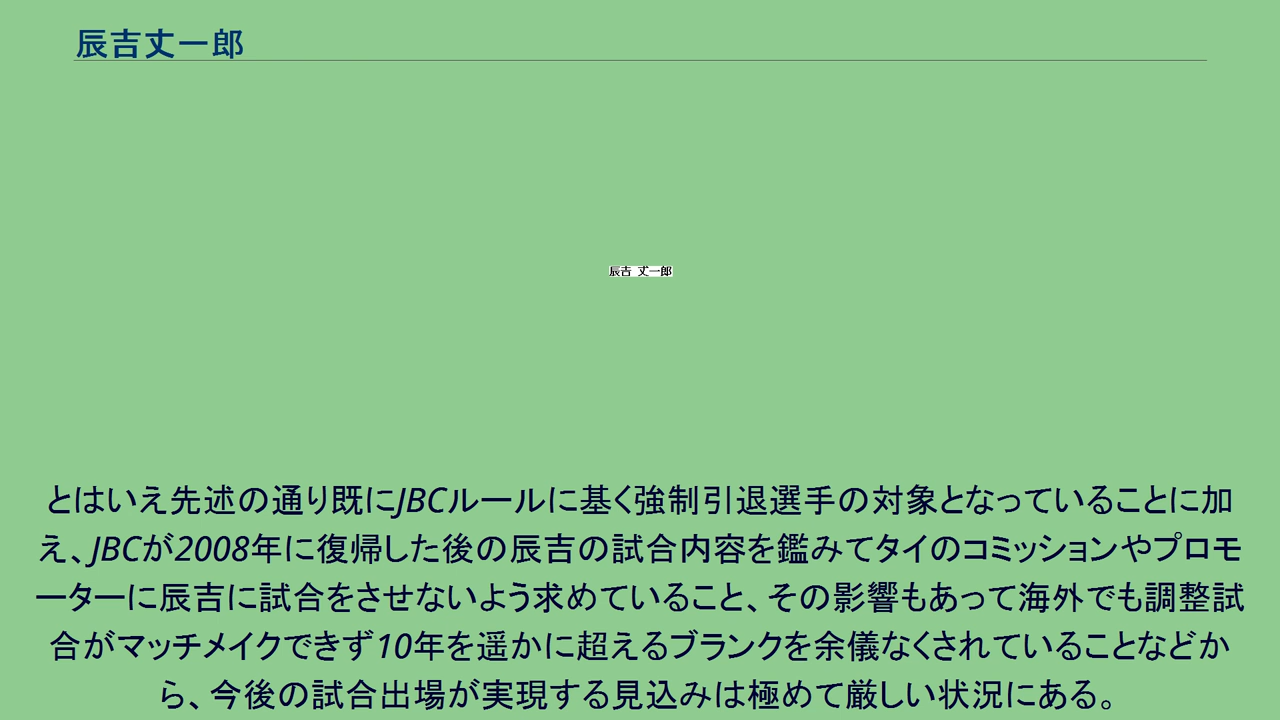 辰吉丈一郎
辰吉 丈一郎
とはいえ先述の通り既にJBCルールに基く強制引退選手の対象となっていることに加
え、JBCが2008年に復帰した後の辰吉の試合内容を鑑みてタイのコミッションやプロモ
ーターに辰吉に試合をさせないよう求めていること、その影響もあって海外でも調整試
合がマッチメイクできず10年を遥かに超えるブランクを余儀なくされていることなどか
ら、今後の試合出場が実現する見込みは極めて厳しい状況にある。